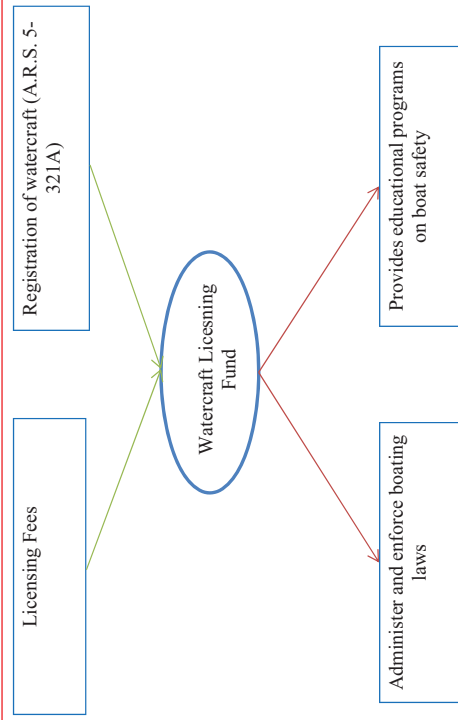 Licensing Fees
Registration of watercraft (A.R.S. 5-
321A)
Watercraft Licesning
Fund
Administer and enforce boating
laws
Provides educational programs
on boat safety